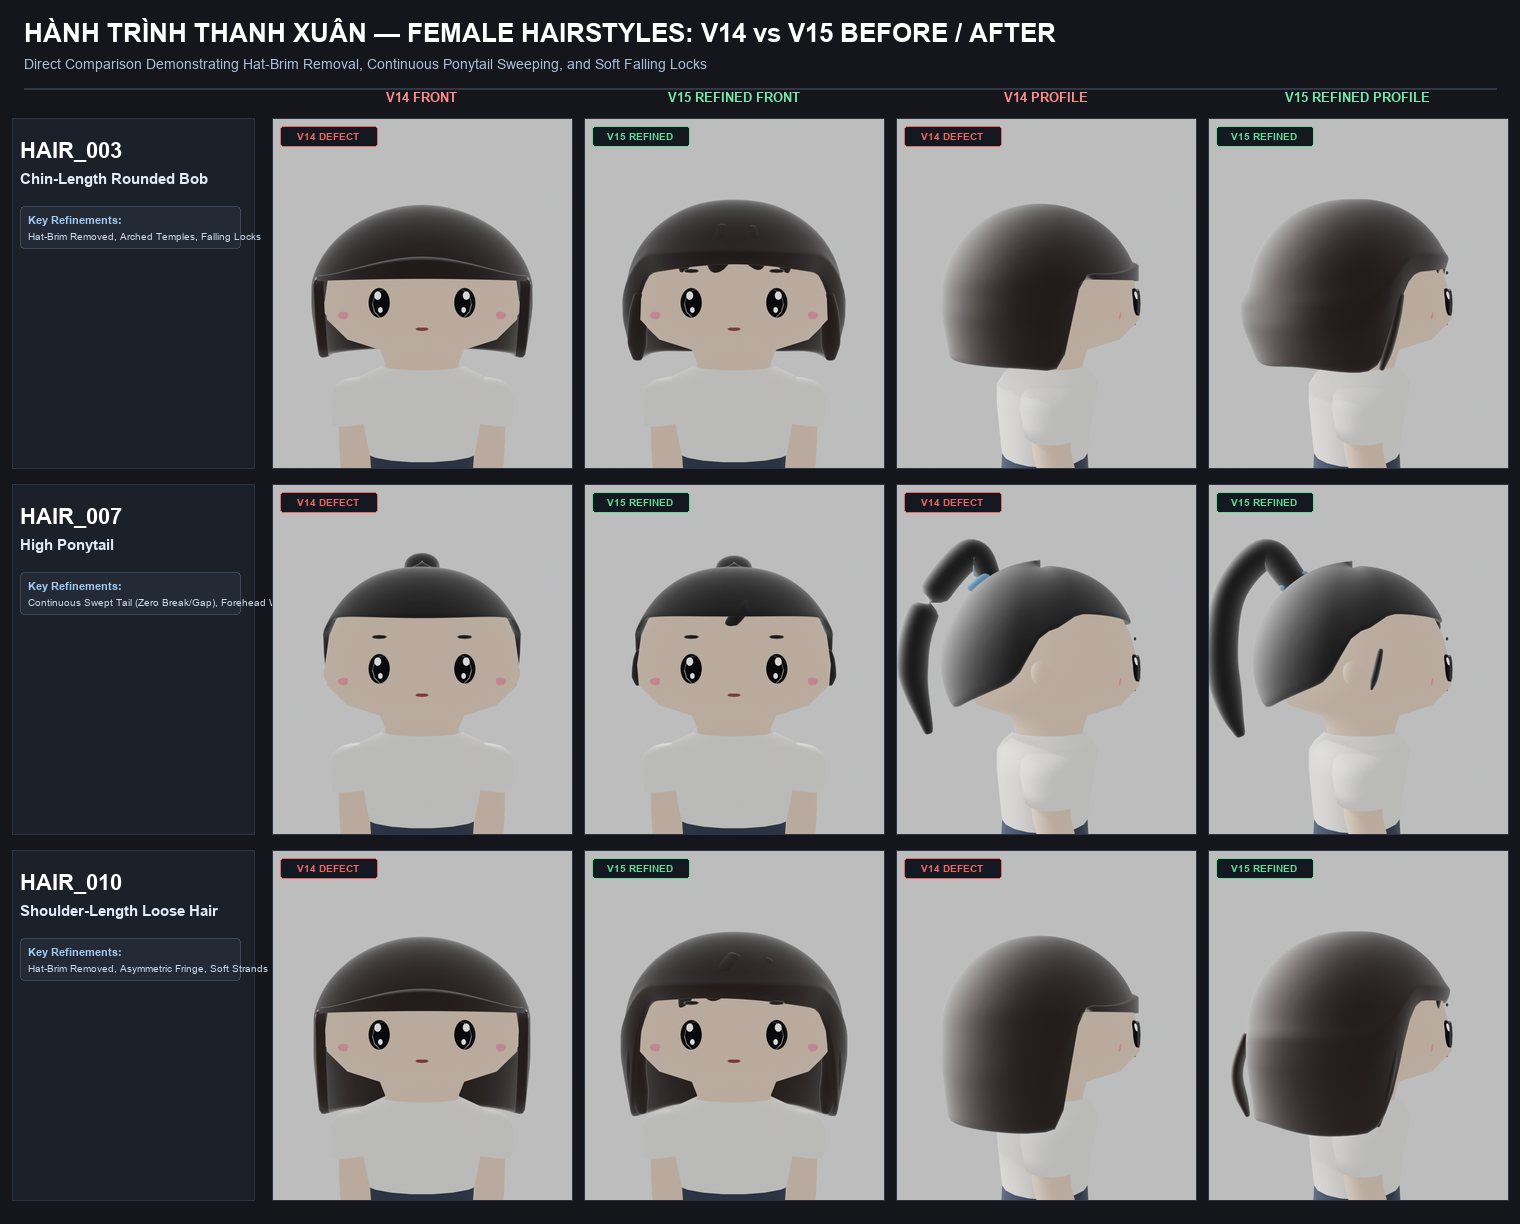 HÀNH TRÌNH THANH XUÂN — FEMALE HAIRSTYLES: V14 vs V15 BEFORE / AFTER
Direct Comparison Demonstrating Hat-Brim Removal, Continuous Ponytail Sweeping, and Soft Falling Locks
V14 FRONT
V15 REFINED FRONT
V14 PROFILE
V15 REFINED PROFILE
HAIR_003
Chin-Length Rounded Bob
Key Refinements:
Hat-Brim Removed, Arched Temples, Falling Locks
V14 DEFECT
V15 REFINED
V14 DEFECT
V15 REFINED
HAIR_007
High Ponytail
Key Refinements:
Continuous Swept Tail (Zero Break/Gap), Forehead
V14 DEFECT
V15 REFINED
V14 DEFECT
V15 REFINED
HAIR_010
Shoulder-Length Loose Hair
Key Refinements:
Hat-Brim Removed, Asymmetric Fringe, Soft Strands
V14 DEFECT
V15 REFINED
V14 DEFECT
V15 REFINED